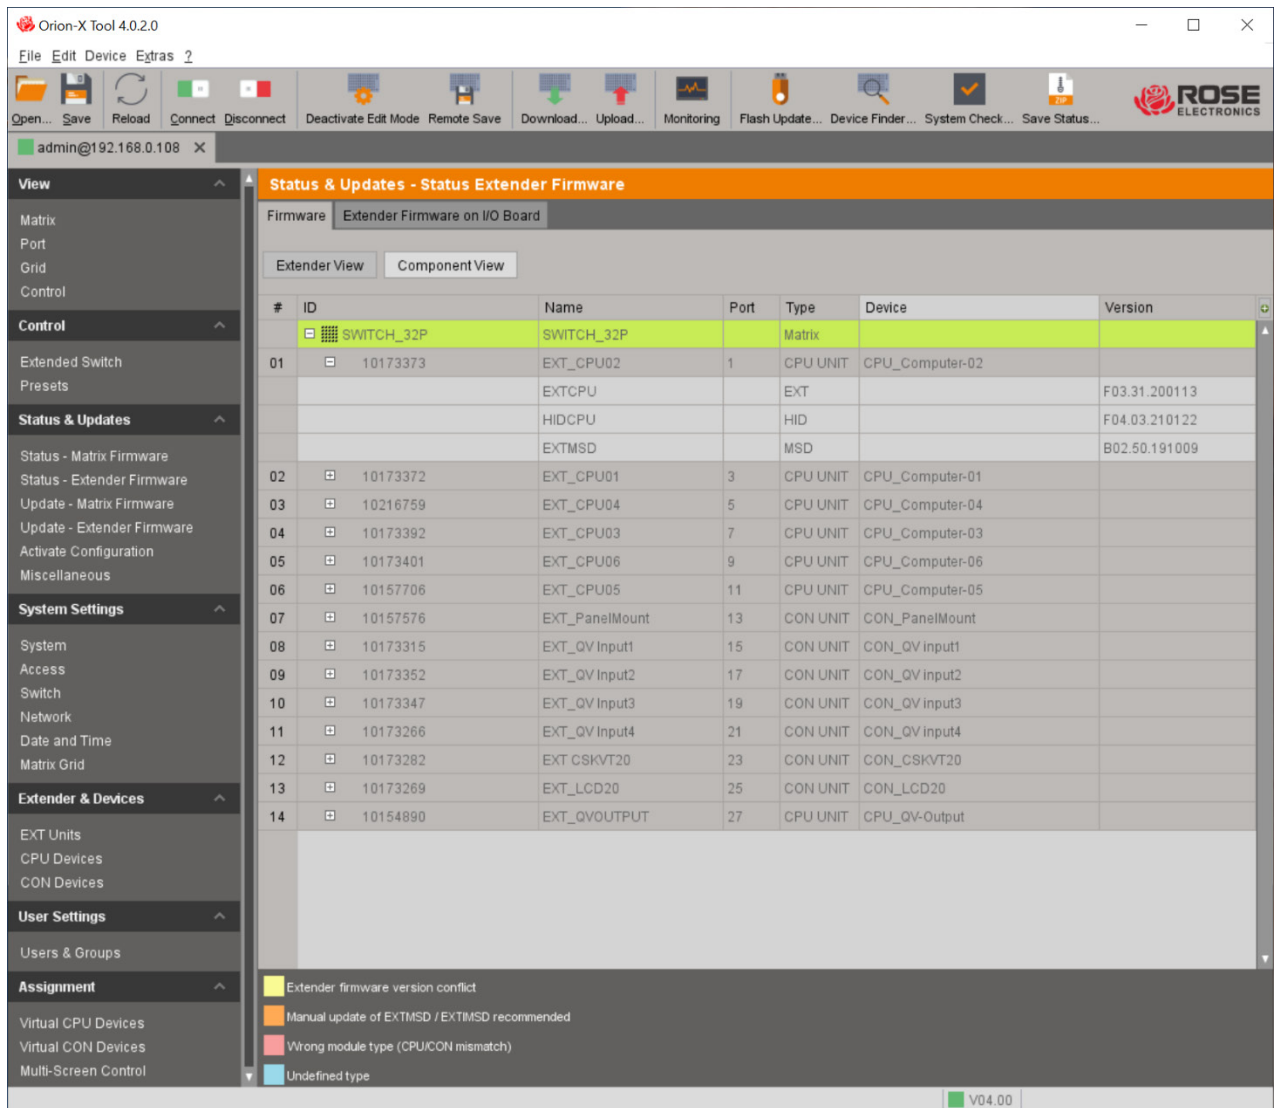 Orion-X Tool 4.0.2.0
File Edit Device Extras ?
Open... Save Reload Connect Disconnect Deactivate Edit Mode Remote Save Download... Upload... Monitoring Flash Update... Device Finder... System Check... Save Status...
ZIP
ROSE
ELECTRONICS
admin@192.168.0.108
View
Matrix
Port
Grid
Control
Control
Extended Switch
Presets
Status & Updates
Status - Matrix Firmware
Status - Extender Firmware
Update - Matrix Firmware
Update - Extender Firmware
Activate Configuration
Miscellaneous
System Settings
System
Access
Switch
Network
Date and Time
Matrix Grid
Extender & Devices
EXT Units
CPU Devices
CON Devices
User Settings
Users & Groups
Assignment
Virtual CPU Devices
Virtual CON Devices
Multi-Screen Control
Status & Updates - Status Extender Firmware
Firmware Extender Firmware on I/O Board
Extender View Component View
# ID Name Port Type Device Version
SWITCH_32P SWITCH_32P Matrix
01 10173373 EXT_CPU02 1 CPU UNIT CPU_Computer-02
EXTCPU EXT F03.31.200113
HIDCPU HID F04.03.210122
EXTMSD MSD B02.50.191009
02 10173372 EXT_CPU01 3 CPU UNIT CPU_Computer-01
03 10216759 EXT_CPU04 5 CPU UNIT CPU_Computer-04
04 10173392 EXT_CPU03 7 CPU UNIT CPU_Computer-03
05 10173401 EXT_CPU06 9 CPU UNIT CPU_Computer-06
06 10157706 EXT_CPU05 11 CPU UNIT CPU_Computer-05
07 10157576 EXT_PanelMount 13 CON UNIT CON_PanelMount
08 10173315 EXT_QV Input1 15 CON UNIT CON_QV input1
09 10173352 EXT_QV Input2 17 CON UNIT CON_QV input2
10 10173347 EXT_QV Input3 19 CON UNIT CON_QV input3
11 10173266 EXT_QV Input4 21 CON UNIT CON_QV input4
12 10173282 EXT CSKVT20 23 CON UNIT CON_CSKVT20
13 10173269 EXT_LCD20 25 CON UNIT CON_LCD20
14 10154890 EXT_QVOUTPUT 27 CPU UNIT CPU_QV-Output
Extender firmware version conflict
Manual update of EXTMSD / EXTIMSD recommended
Wrong module type (CPU/CON mismatch)
Undefined type
V04.00